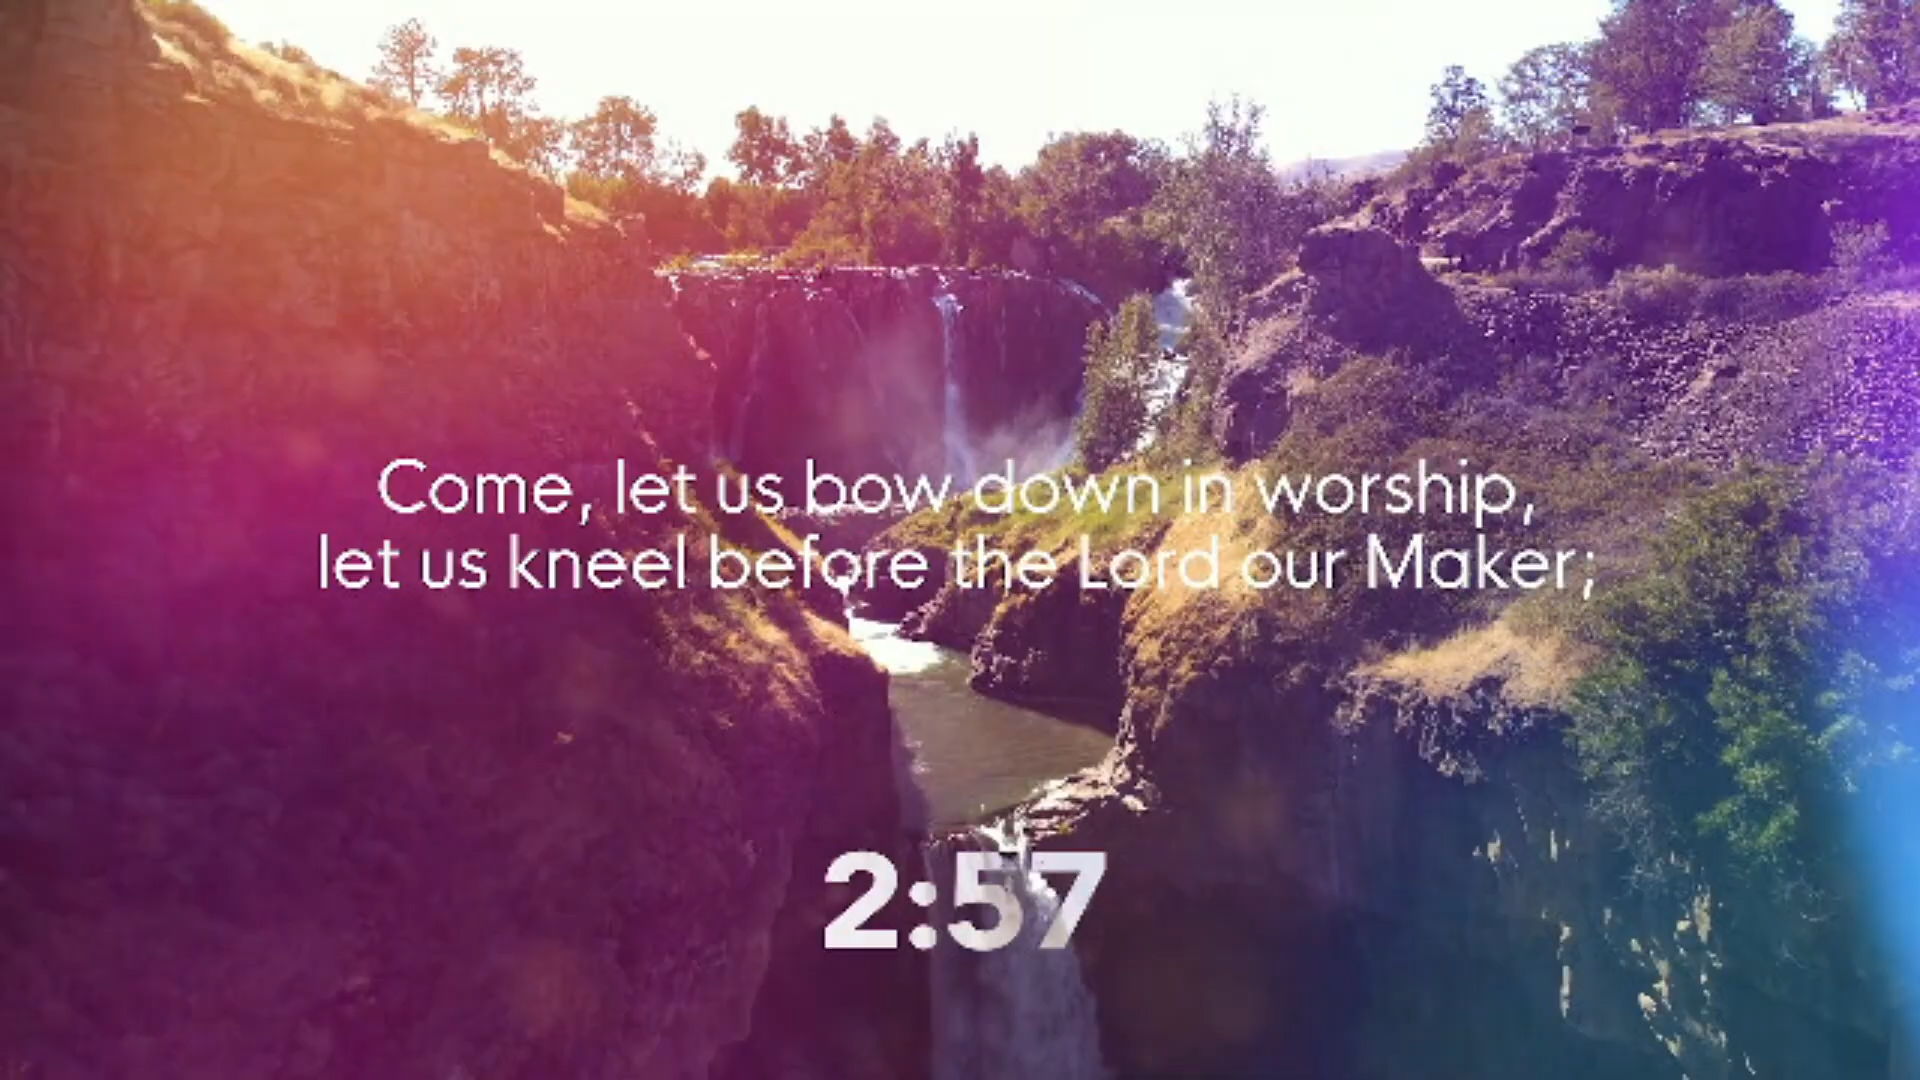 Come, let us bow down in worship,
let us kneel before the Lord our Maker;
2:57